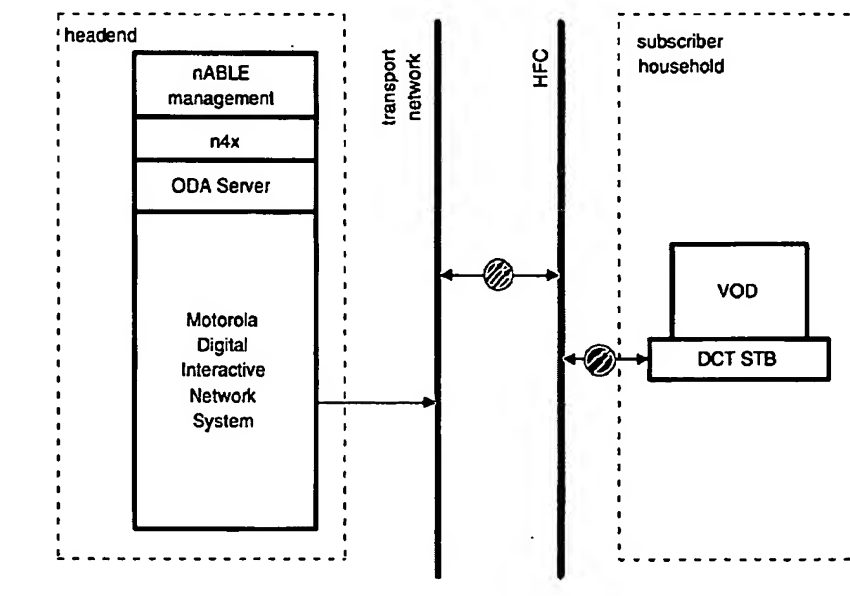 headend
nABLE
management
n4x
ODA Server
Motorola
Digital
Interactive
Network
System
transport
network
HFC
subscriber
household
VOD
DCT STB